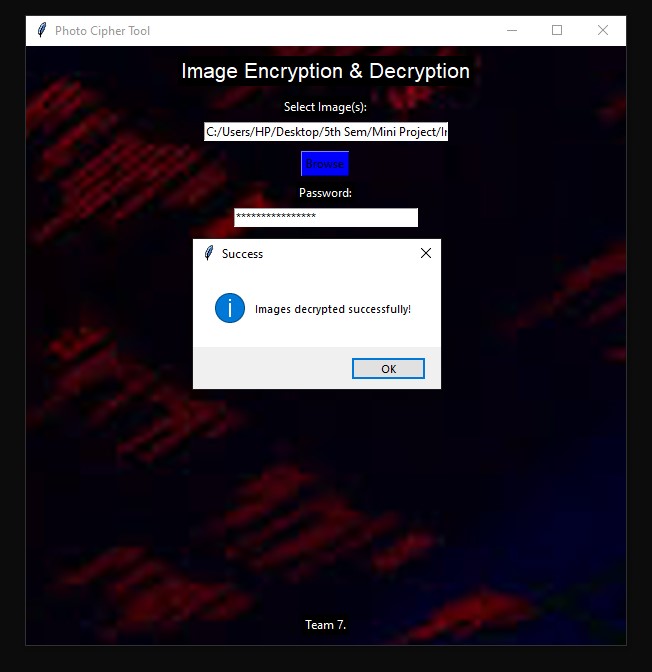 Photo Cipher Tool
Image Encryption & Decryption
Select Image(s):
C:/Users/HP/Desktop/5th Sem/Mini Project/
Browse
Password:
****************
Success
Images decrypted successfully!
OK
Team 7.